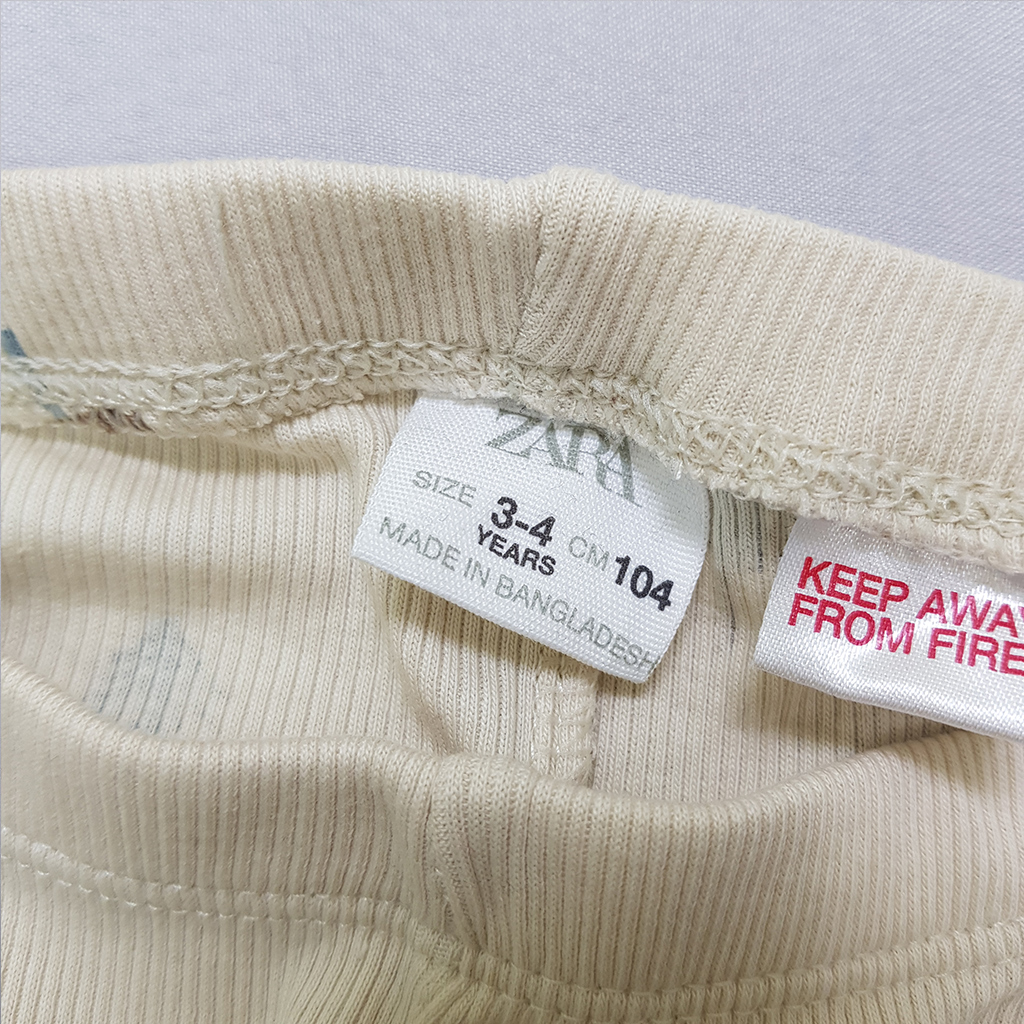 ZARA
SIZE 3-4 YEARS CM 104
MADE IN BANGLADESH
KEEP AWAY
FROM FIRE